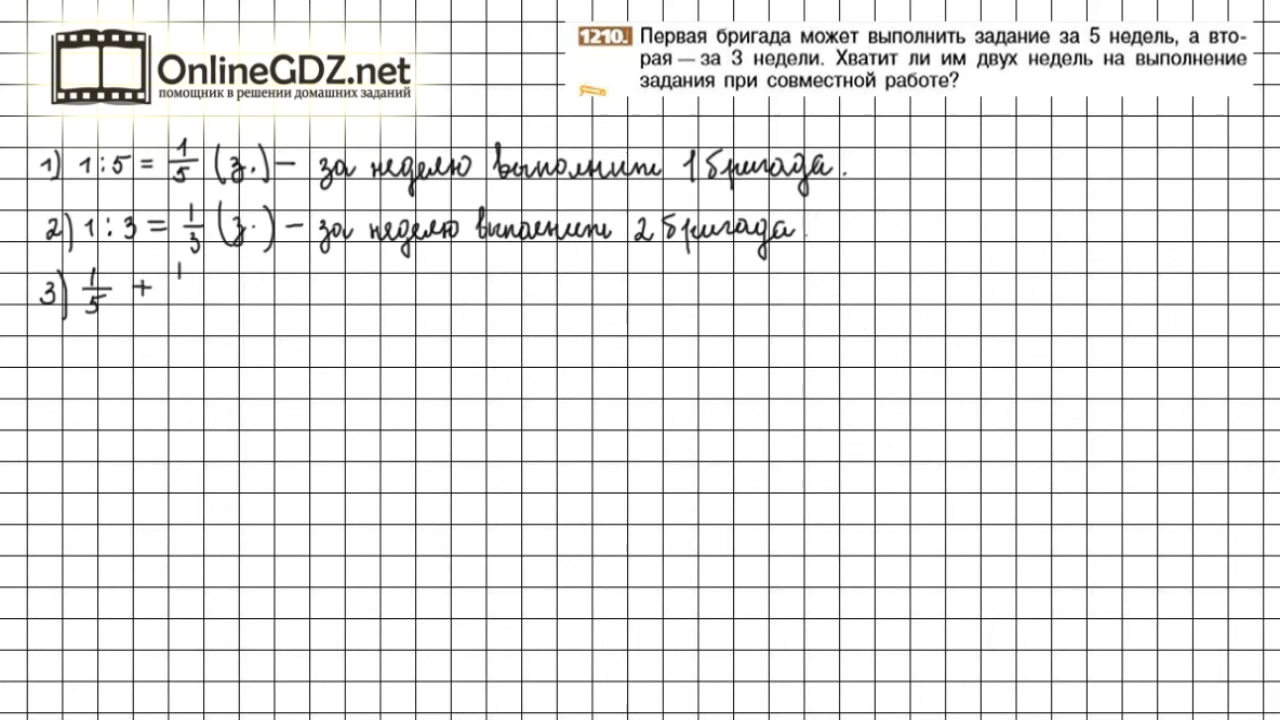 OnlineGDZ.net
помощник в решении домашних заданий
1210. Первая бригада может выполнить задание за 5 недель, а вто-
рая — за 3 недели. Хватит ли им двух недель на выполнение
задания при совместной работе?
1) 1 : 5 = 1/5 (з.) — за неделю выполнит 1 бригада.
2) 1 : 3 = 1/3 (з.) — за неделю выполнит 2 бригада.
3) 1/5 + 1